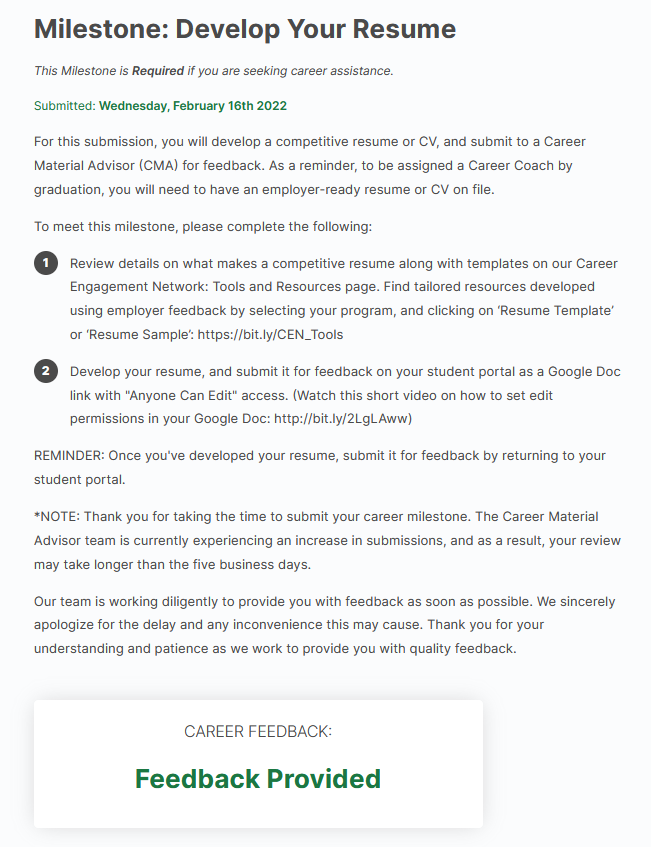 Milestone: Develop Your Resume
This Milestone is Required if you are seeking career assistance.
Submitted: Wednesday, February 16th 2022
For this submission, you will develop a competitive resume or CV, and submit to a Career
Material Advisor (CMA) for feedback. As a reminder, to be assigned a Career Coach by
graduation, you will need to have an employer-ready resume or CV on file.
To meet this milestone, please complete the following:
1 Review details on what makes a competitive resume along with templates on our Career
Engagement Network: Tools and Resources page. Find tailored resources developed
using employer feedback by selecting your program, and clicking on ‘Resume Template’
or ‘Resume Sample’: https://bit.ly/CEN_Tools
2 Develop your resume, and submit it for feedback on your student portal as a Google Doc
link with "Anyone Can Edit" access. (Watch this short video on how to set edit
permissions in your Google Doc: http://bit.ly/2LgLAww)
REMINDER: Once you've developed your resume, submit it for feedback by returning to your
student portal.
*NOTE: Thank you for taking the time to submit your career milestone. The Career Material
Advisor team is currently experiencing an increase in submissions, and as a result, your review
may take longer than the five business days.
Our team is working diligently to provide you with feedback as soon as possible. We sincerely
apologize for the delay and any inconvenience this may cause. Thank you for your
understanding and patience as we work to provide you with quality feedback.
CAREER FEEDBACK:
Feedback Provided